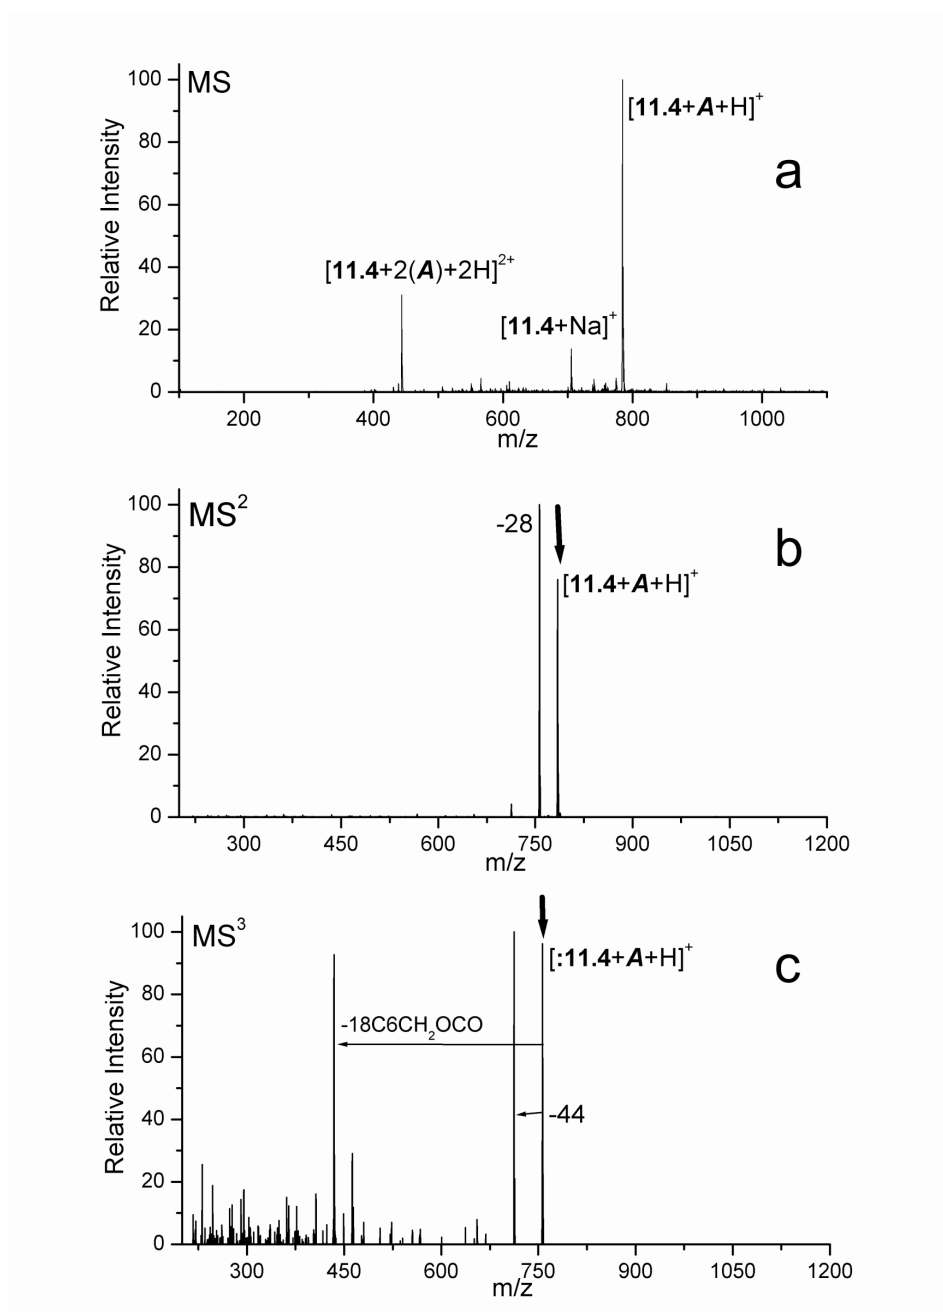 MS
a
[11.4+A+H]⁺
[11.4+2(A)+2H]²⁺
[11.4+Na]⁺
Relative Intensity
100
80
60
40
20
0
200
400
600
800
1000
m/z
MS²
b
-28
[11.4+A+H]⁺
Relative Intensity
100
80
60
40
20
0
300
450
600
750
900
1050
1200
m/z
MS³
c
[:11.4+A+H]⁺
-18C6CH₂OCO
-44
Relative Intensity
100
80
60
40
20
0
300
450
600
750
900
1050
1200
m/z